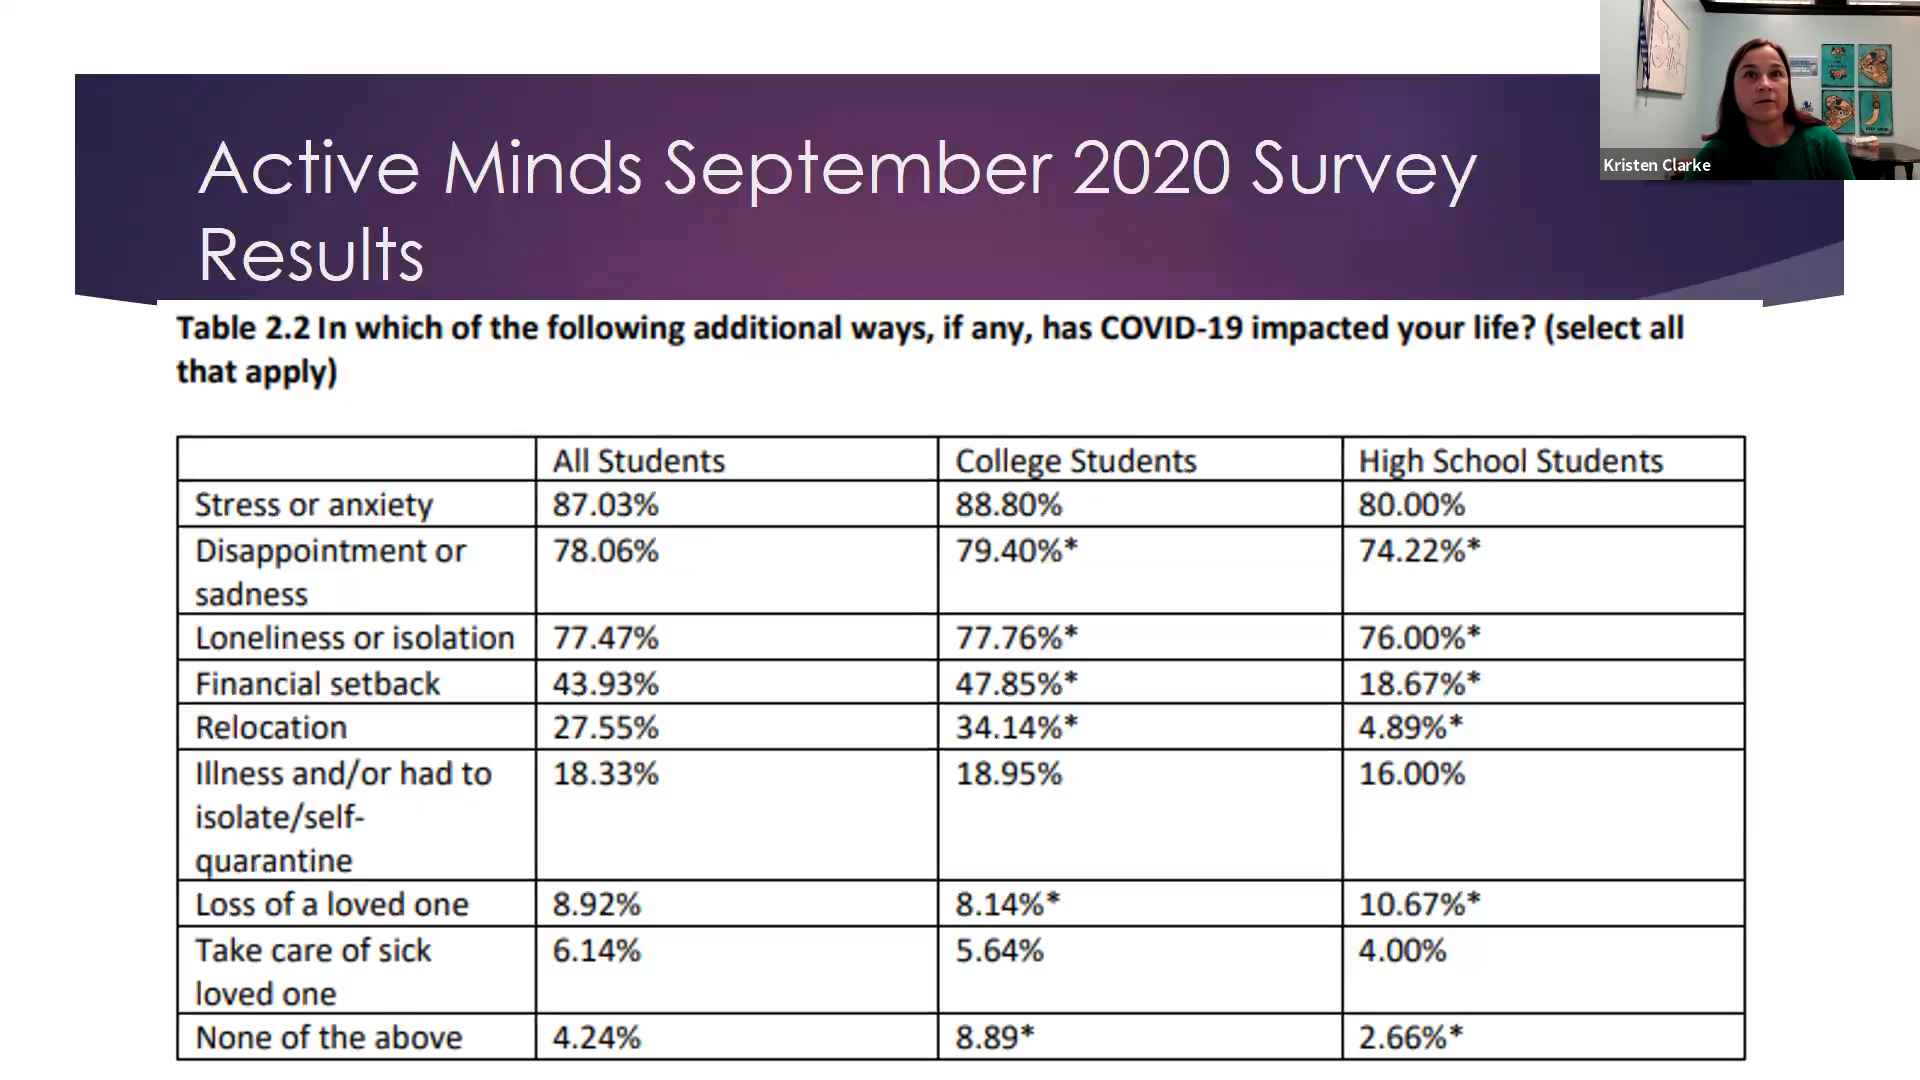 Active Minds September 2020 Survey
Results
Kristen Clarke
Table 2.2 In which of the following additional ways, if any, has COVID-19 impacted your life? (select all
that apply)
All Students College Students High School Students
Stress or anxiety 87.03% 88.80% 80.00%
Disappointment or 78.06% 79.40%* 74.22%*
sadness
Loneliness or isolation 77.47% 77.76%* 76.00%*
Financial setback 43.93% 47.85%* 18.67%*
Relocation 27.55% 34.14%* 4.89%*
Illness and/or had to 18.33% 18.95% 16.00%
isolate/self-
quarantine
Loss of a loved one 8.92% 8.14%* 10.67%*
Take care of sick 6.14% 5.64% 4.00%
loved one
None of the above 4.24% 8.89* 2.66%*